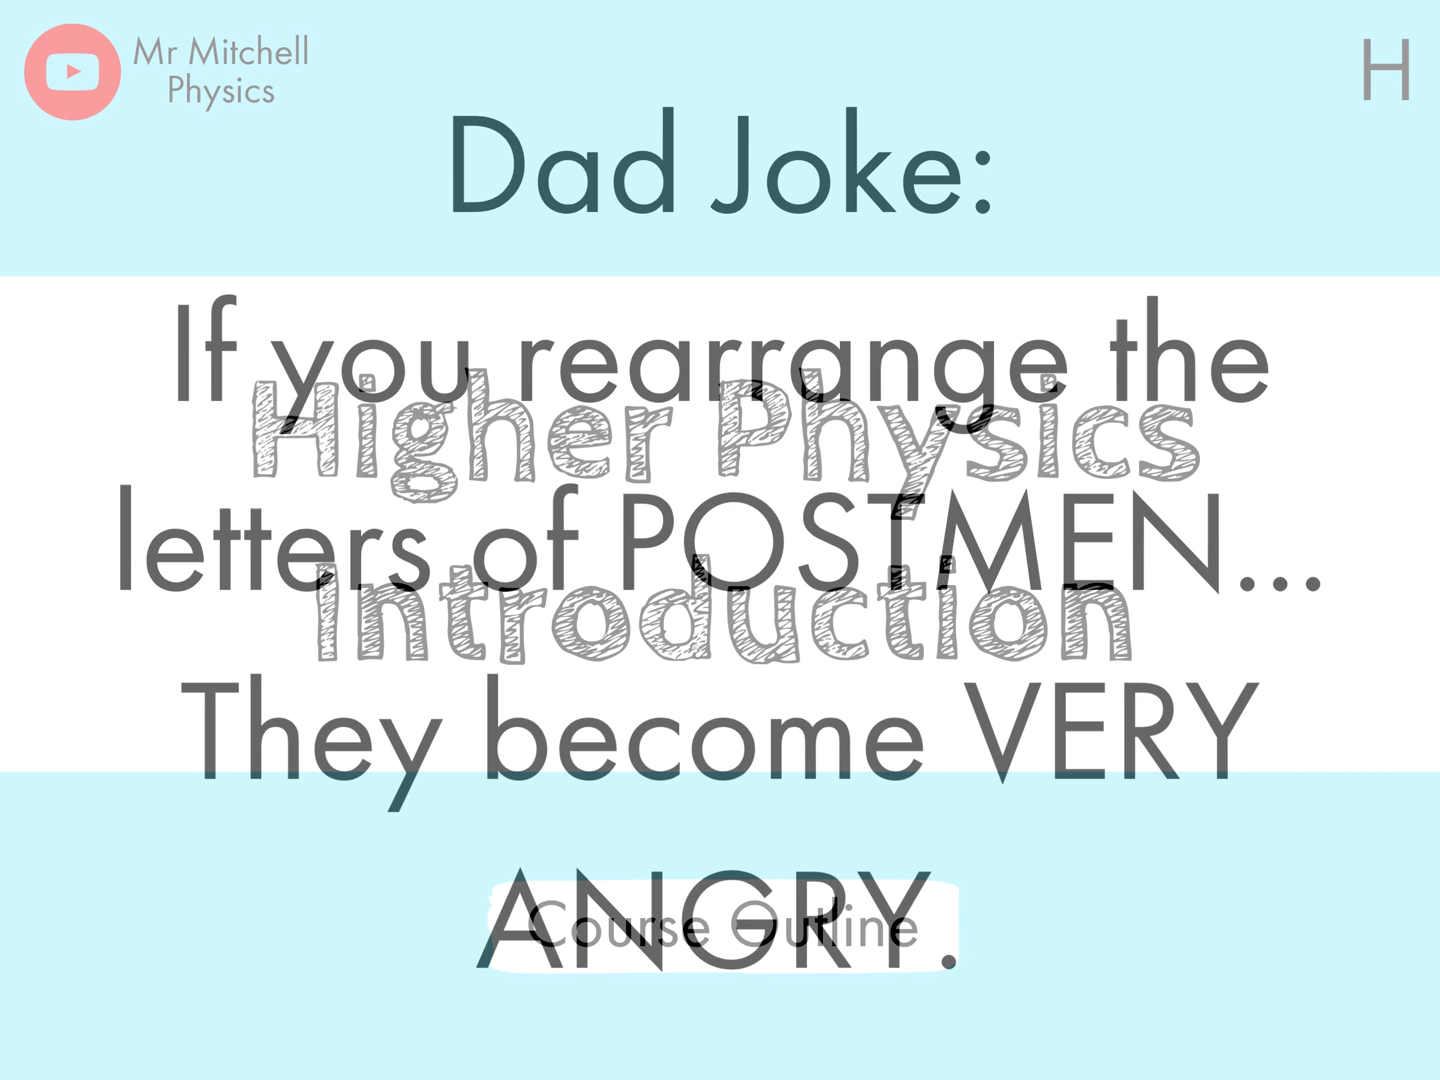 Mr Mitchell
Physics
H
Dad Joke:
If you rearrange the
Higher Physics
letters of POSTMEN...
Introduction
They become VERY
ANGRY.
Course Outline